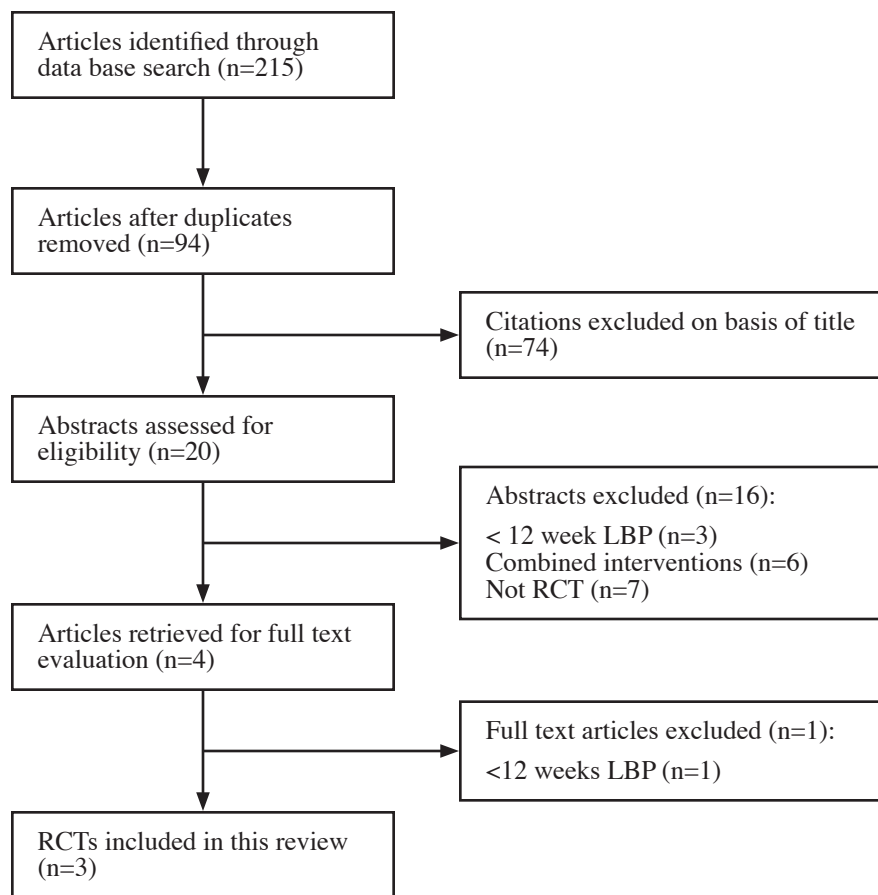 Articles identified through
data base search (n=215)
Articles after duplicates
removed (n=94)
Citations excluded on basis of title
(n=74)
Abstracts assessed for
eligibility (n=20)
Abstracts excluded (n=16):
< 12 week LBP (n=3)
Combined interventions (n=6)
Not RCT (n=7)
Articles retrieved for full text
evaluation (n=4)
Full text articles excluded (n=1):
<12 weeks LBP (n=1)
RCTs included in this review
(n=3)